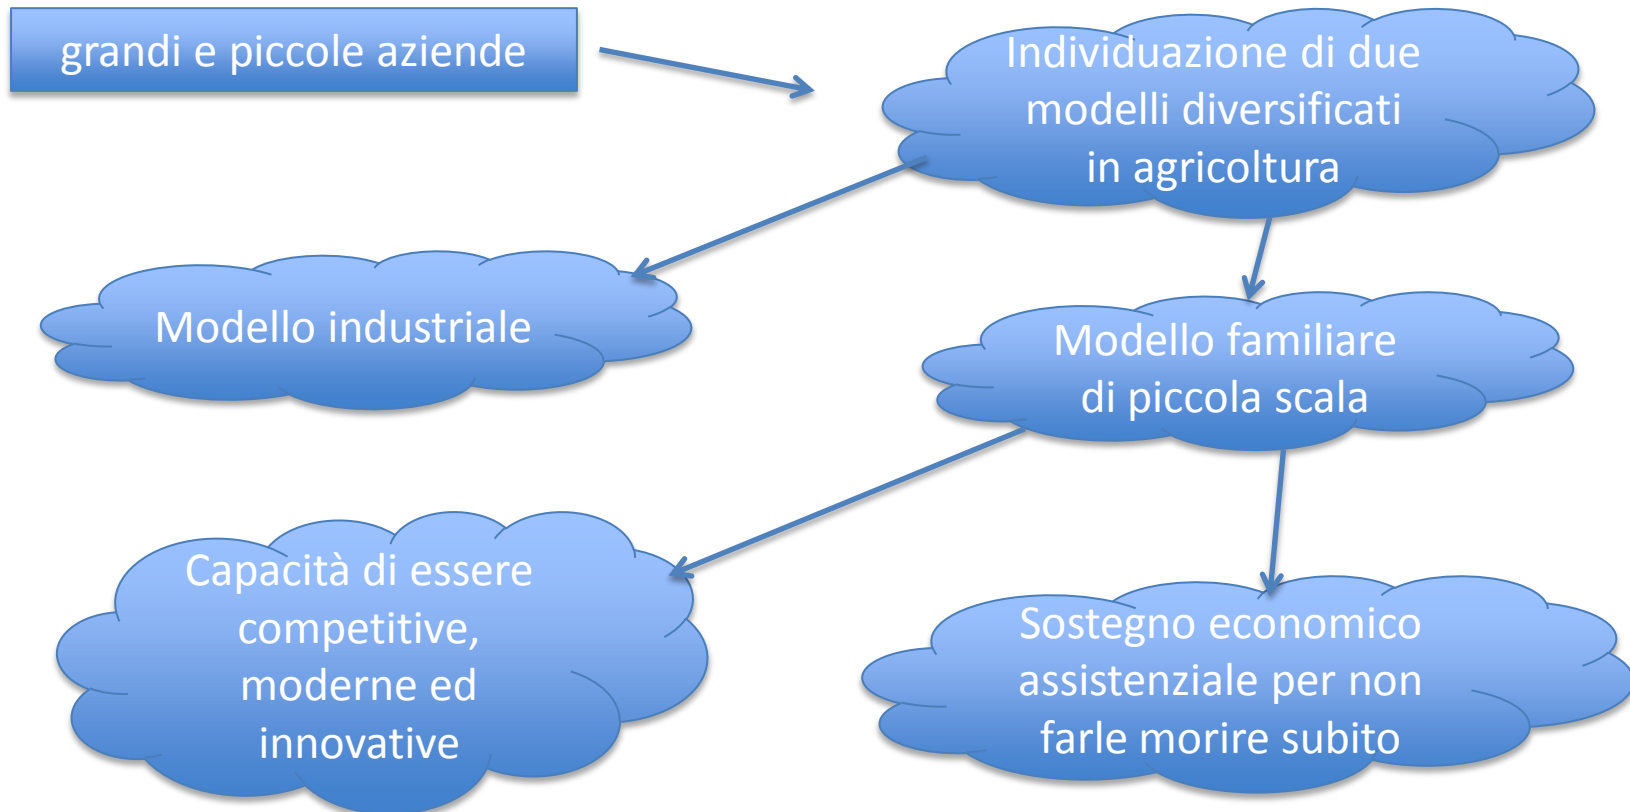 grandi e piccole aziende
Individuazione di due
modelli diversificati
in agricoltura
Modello industriale
Modello familiare
di piccola scala
Capacità di essere
competitive,
moderne ed
innovative
Sostegno economico
assistenziale per non
farle morire subito